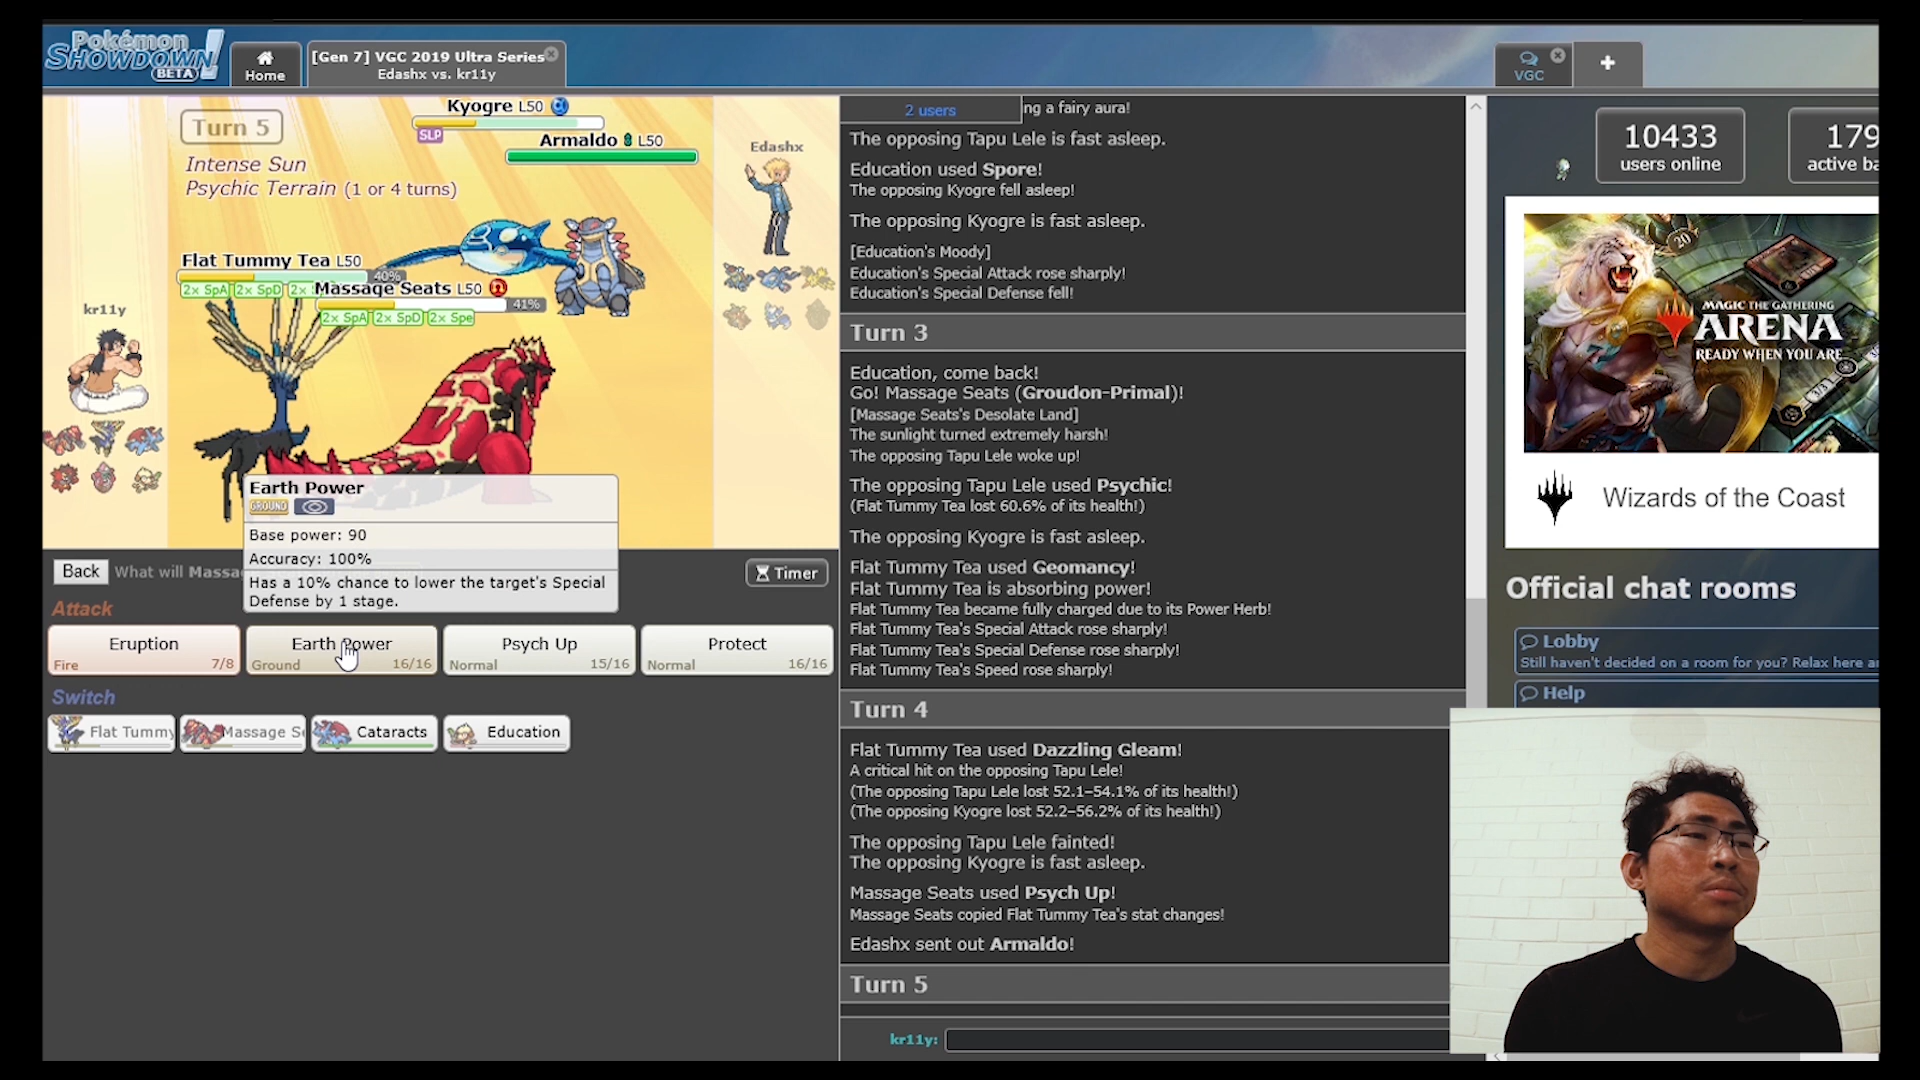 Pokémon
SHOWDOWN!
BETA
Home
[Gen 7] VGC 2019 Ultra Series
Edashx vs. kr11y
VGC
Turn 5
Intense Sun
Psychic Terrain (1 or 4 turns)
Kyogre L50
SLP
Armaldo L50
Edashx
Flat Tummy Tea L50
40%
2x SpA 2x SpD 2x
Massage Seats L50
41%
2x SpA 2x SpD 2x Spe
kr11y
Earth Power
GROUND
Base power: 90
Accuracy: 100%
Has a 10% chance to lower the target's Special
Defense by 1 stage.
Back What will Massa
Timer
Attack
Eruption
Fire 7/8
Earth Power
Ground 16/16
Psych Up
Normal 15/16
Protect
Normal 16/16
Switch
Flat Tummy
Massage Se
Cataracts
Education
2 users
ng a fairy aura!
The opposing Tapu Lele is fast asleep.
Education used Spore!
The opposing Kyogre fell asleep!
The opposing Kyogre is fast asleep.
[Education's Moody]
Education's Special Attack rose sharply!
Education's Special Defense fell!
Turn 3
Education, come back!
Go! Massage Seats (Groudon-Primal)!
[Massage Seats's Desolate Land]
The sunlight turned extremely harsh!
The opposing Tapu Lele woke up!
The opposing Tapu Lele used Psychic!
(Flat Tummy Tea lost 60.6% of its health!)
The opposing Kyogre is fast asleep.
Flat Tummy Tea used Geomancy!
Flat Tummy Tea is absorbing power!
Flat Tummy Tea became fully charged due to its Power Herb!
Flat Tummy Tea's Special Attack rose sharply!
Flat Tummy Tea's Special Defense rose sharply!
Flat Tummy Tea's Speed rose sharply!
Turn 4
Flat Tummy Tea used Dazzling Gleam!
A critical hit on the opposing Tapu Lele!
(The opposing Tapu Lele lost 52.1–54.1% of its health!)
(The opposing Kyogre lost 52.2–56.2% of its health!)
The opposing Tapu Lele fainted!
The opposing Kyogre is fast asleep.
Massage Seats used Psych Up!
Massage Seats copied Flat Tummy Tea's stat changes!
Edashx sent out Armaldo!
Turn 5
kr11y:
10433
users online
179
active ba
20
MAGIC THE GATHERING
ARENA
READY WHEN YOU ARE
3/3
Wizards of the Coast
Official chat rooms
Lobby
Still haven't decided on a room for you? Relax here a
Help